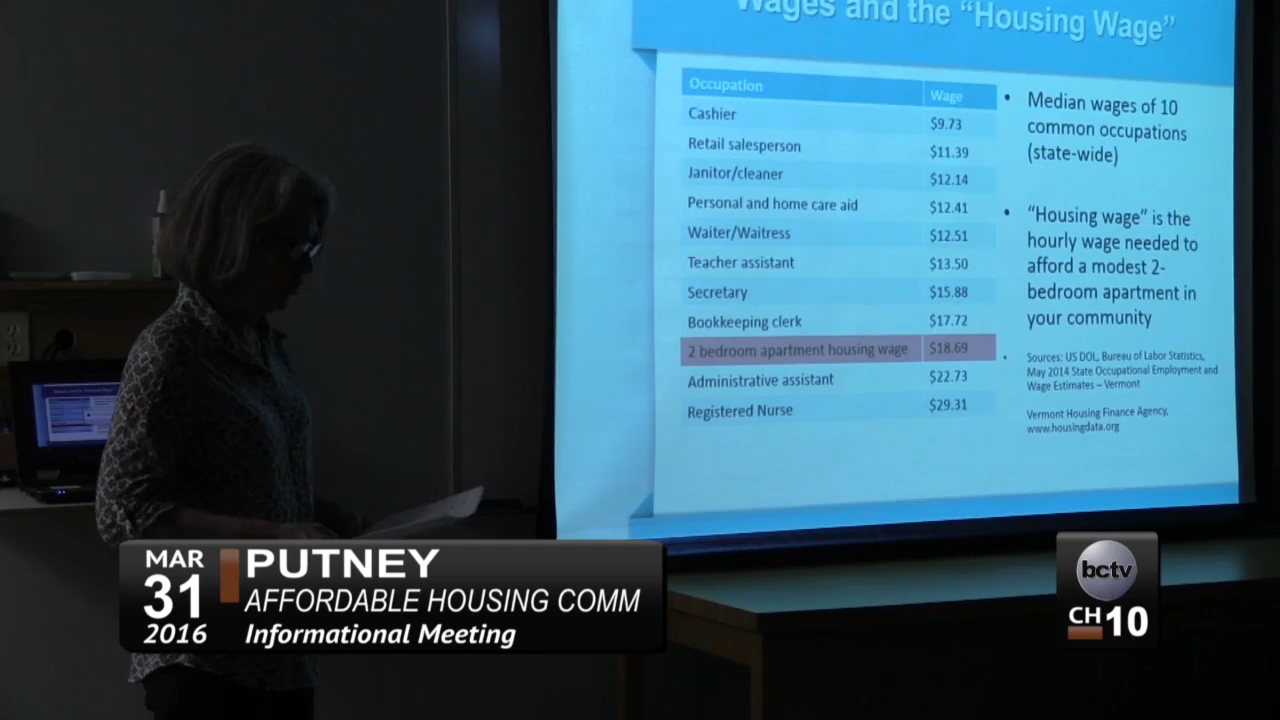 Wages and the “Housing Wage”
Occupation Wage
Cashier $9.73
Retail salesperson $11.39
Janitor/cleaner $12.14
Personal and home care aid $12.41
Waiter/Waitress $12.51
Teacher assistant $13.50
Secretary $15.88
Bookkeeping clerk $17.72
2 bedroom apartment housing wage $18.69
Administrative assistant $22.73
Registered Nurse $29.31
• Median wages of 10
common occupations
(state-wide)
• “Housing wage” is the
hourly wage needed to
afford a modest 2-
bedroom apartment in
your community
• Sources: US DOL, Bureau of Labor Statistics,
May 2014 State Occupational Employment and
Wage Estimates – Vermont
Vermont Housing Finance Agency,
www.housingdata.org
MAR
31
2016
PUTNEY
AFFORDABLE HOUSING COMM
Informational Meeting
bctv
CH 10